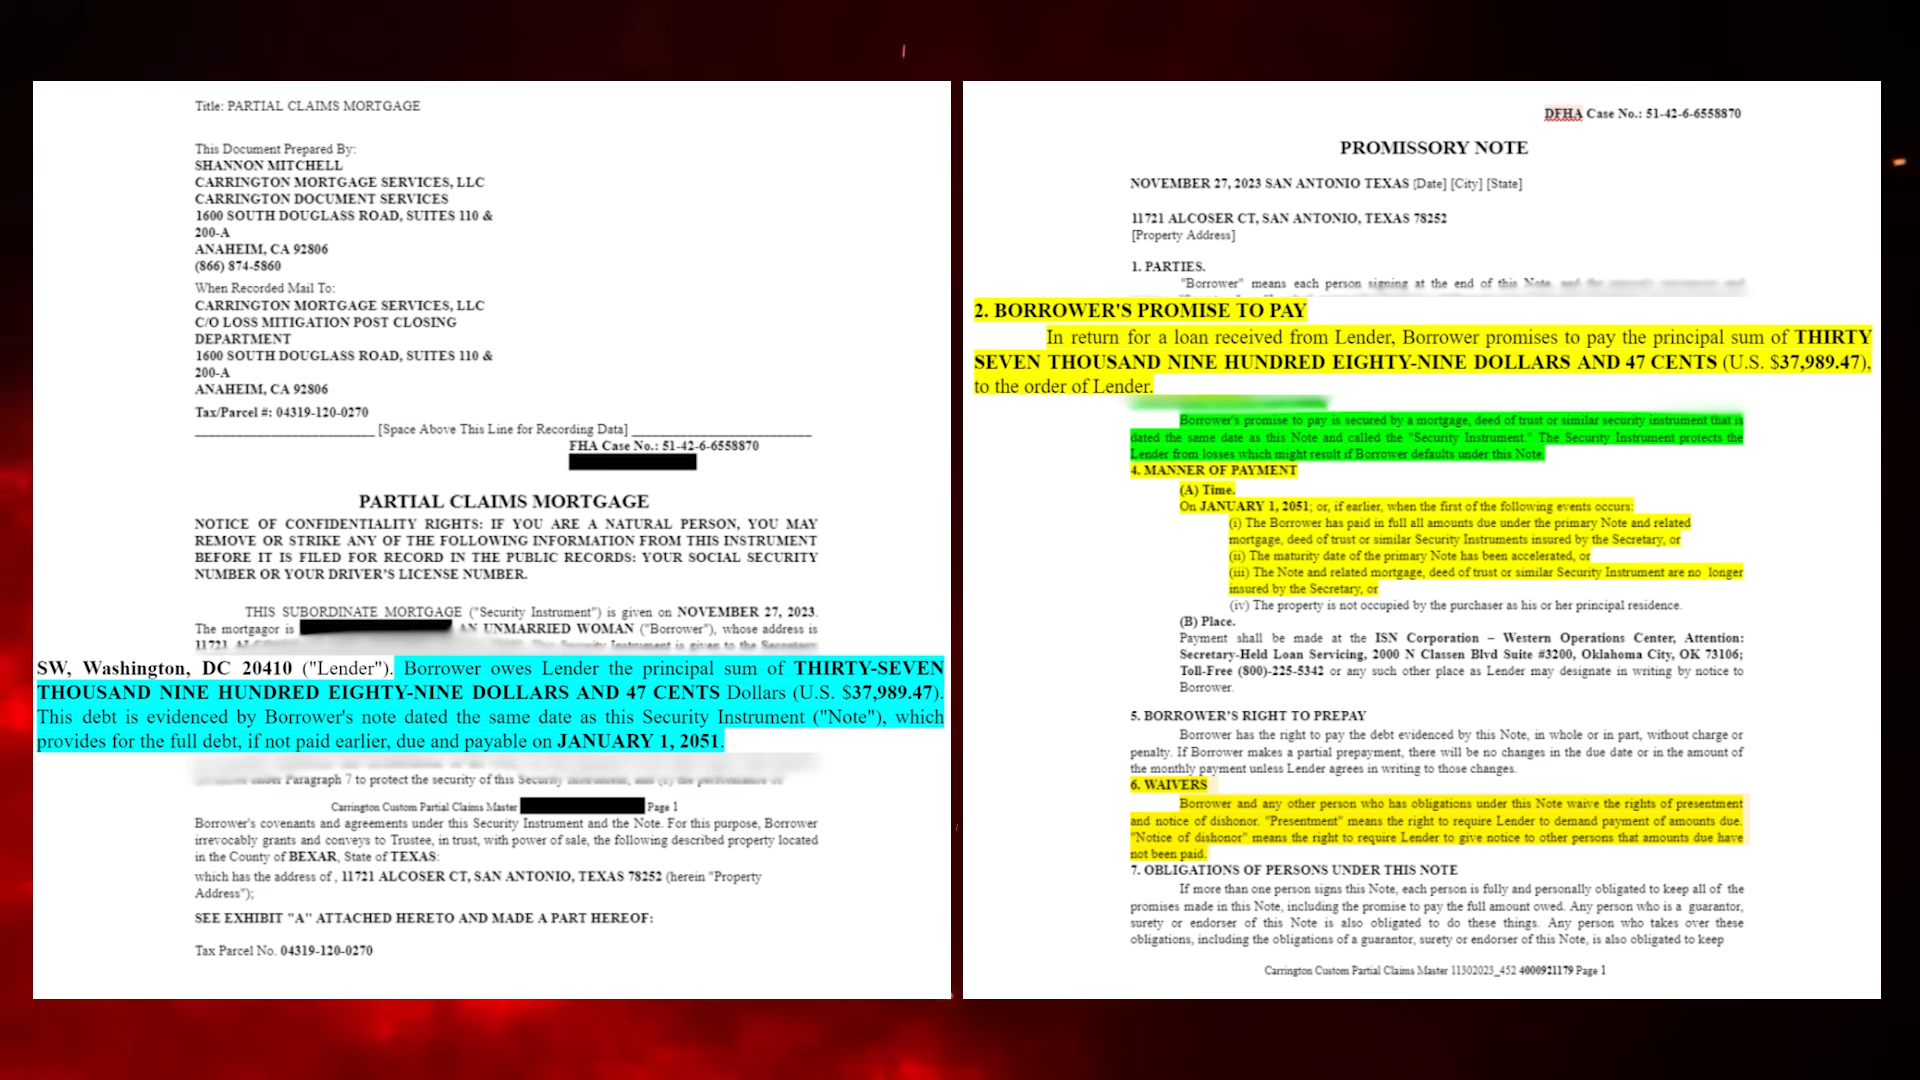 Title: PARTIAL CLAIMS MORTGAGE
This Document Prepared By:
SHANNON MITCHELL
CARRINGTON MORTGAGE SERVICES, LLC
CARRINGTON DOCUMENT SERVICES
1600 SOUTH DOUGLASS ROAD, SUITES 110 &
200-A
ANAHEIM, CA 92806
(866) 874-5860
When Recorded Mail To:
CARRINGTON MORTGAGE SERVICES, LLC
C/O LOSS MITIGATION POST CLOSING
DEPARTMENT
1600 SOUTH DOUGLASS ROAD, SUITES 110 &
200-A
ANAHEIM, CA 92806
Tax/Parcel #: 04319-120-0270
[Space Above This Line for Recording Data]
FHA Case No.: 51-42-6-6558870
PARTIAL CLAIMS MORTGAGE
NOTICE OF CONFIDENTIALITY RIGHTS: IF YOU ARE A NATURAL PERSON, YOU MAY
REMOVE OR STRIKE ANY OF THE FOLLOWING INFORMATION FROM THIS INSTRUMENT
BEFORE IT IS FILED FOR RECORD IN THE PUBLIC RECORDS: YOUR SOCIAL SECURITY
NUMBER OR YOUR DRIVER'S LICENSE NUMBER.
THIS SUBORDINATE MORTGAGE ("Security Instrument") is given on NOVEMBER 27, 2023.
The mortgagor is AN UNMARRIED WOMAN ("Borrower"), whose address is
11721
SW, Washington, DC 20410 ("Lender"). Borrower owes Lender the principal sum of THIRTY-SEVEN
THOUSAND NINE HUNDRED EIGHTY-NINE DOLLARS AND 47 CENTS Dollars (U.S. $37,989.47).
This debt is evidenced by Borrower's note dated the same date as this Security Instrument ("Note"), which
provides for the full debt, if not paid earlier, due and payable on JANUARY 1, 2051.
Paragraph 7 to protect the security of this
Carrington Custom Partial Claims Master Page 1
Borrower's covenants and agreements under this Security Instrument and the Note. For this purpose, Borrower
irrevocably grants and conveys to Trustee, in trust, with power of sale, the following described property located
in the County of BEXAR, State of TEXAS:
which has the address of , 11721 ALCOSER CT, SAN ANTONIO, TEXAS 78252 (herein "Property
Address");
SEE EXHIBIT "A" ATTACHED HERETO AND MADE A PART HEREOF:
Tax Parcel No. 04319-120-0270
DFHA Case No.: 51-42-6-6558870
PROMISSORY NOTE
NOVEMBER 27, 2023 SAN ANTONIO TEXAS [Date] [City] [State]
11721 ALCOSER CT, SAN ANTONIO, TEXAS 78252
[Property Address]
1. PARTIES.
"Borrower" means each person signing at the end of this Note,
2. BORROWER'S PROMISE TO PAY
In return for a loan received from Lender, Borrower promises to pay the principal sum of THIRTY
SEVEN THOUSAND NINE HUNDRED EIGHTY-NINE DOLLARS AND 47 CENTS (U.S. $37,989.47),
to the order of Lender.
Borrower's promise to pay is secured by a mortgage, deed of trust or similar security instrument that is
dated the same date as this Note and called the "Security Instrument." The Security Instrument protects the
Lender from losses which might result if Borrower defaults under this Note.
4. MANNER OF PAYMENT
(A) Time.
On JANUARY 1, 2051; or, if earlier, when the first of the following events occurs:
(i) The Borrower has paid in full all amounts due under the primary Note and related
mortgage, deed of trust or similar Security Instruments insured by the Secretary, or
(ii) The maturity date of the primary Note has been accelerated, or
(iii) The Note and related mortgage, deed of trust or similar Security Instrument are no longer
insured by the Secretary, or
(iv) The property is not occupied by the purchaser as his or her principal residence.
(B) Place.
Payment shall be made at the ISN Corporation – Western Operations Center, Attention:
Secretary-Held Loan Servicing, 2000 N Classen Blvd Suite #3200, Oklahoma City, OK 73106;
Toll-Free (800)-225-5342 or any such other place as Lender may designate in writing by notice to
Borrower.
5. BORROWER'S RIGHT TO PREPAY
Borrower has the right to pay the debt evidenced by this Note, in whole or in part, without charge or
penalty. If Borrower makes a partial prepayment, there will be no changes in the due date or in the amount of
the monthly payment unless Lender agrees in writing to those changes.
6. WAIVERS
Borrower and any other person who has obligations under this Note waive the rights of presentment
and notice of dishonor. "Presentment" means the right to require Lender to demand payment of amounts due.
"Notice of dishonor" means the right to require Lender to give notice to other persons that amounts due have
not been paid.
7. OBLIGATIONS OF PERSONS UNDER THIS NOTE
If more than one person signs this Note, each person is fully and personally obligated to keep all of the
promises made in this Note, including the promise to pay the full amount owed. Any person who is a guarantor,
surety or endorser of this Note is also obligated to do these things. Any person who takes over these
obligations, including the obligations of a guarantor, surety or endorser of this Note, is also obligated to keep
Carrington Custom Partial Claims Master 11302023_452 4000921179 Page 1